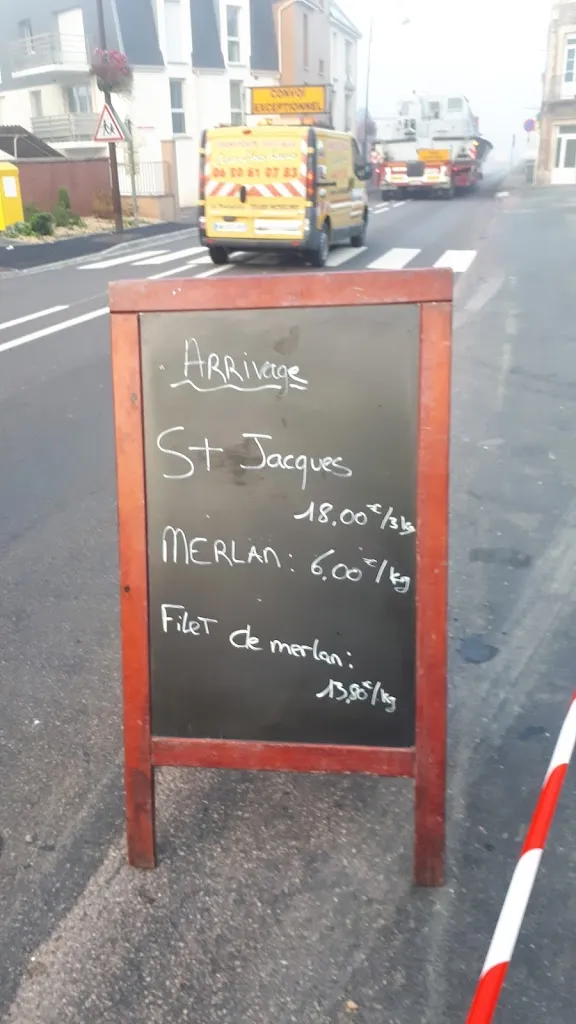 CONVOI
EXCEPTIONNEL
06 20 61 07 83
ARRivage
St Jacques
18.00€/3kg
MERLAN: 6,00€/kg
FileT de merlan:
13,80€/kg